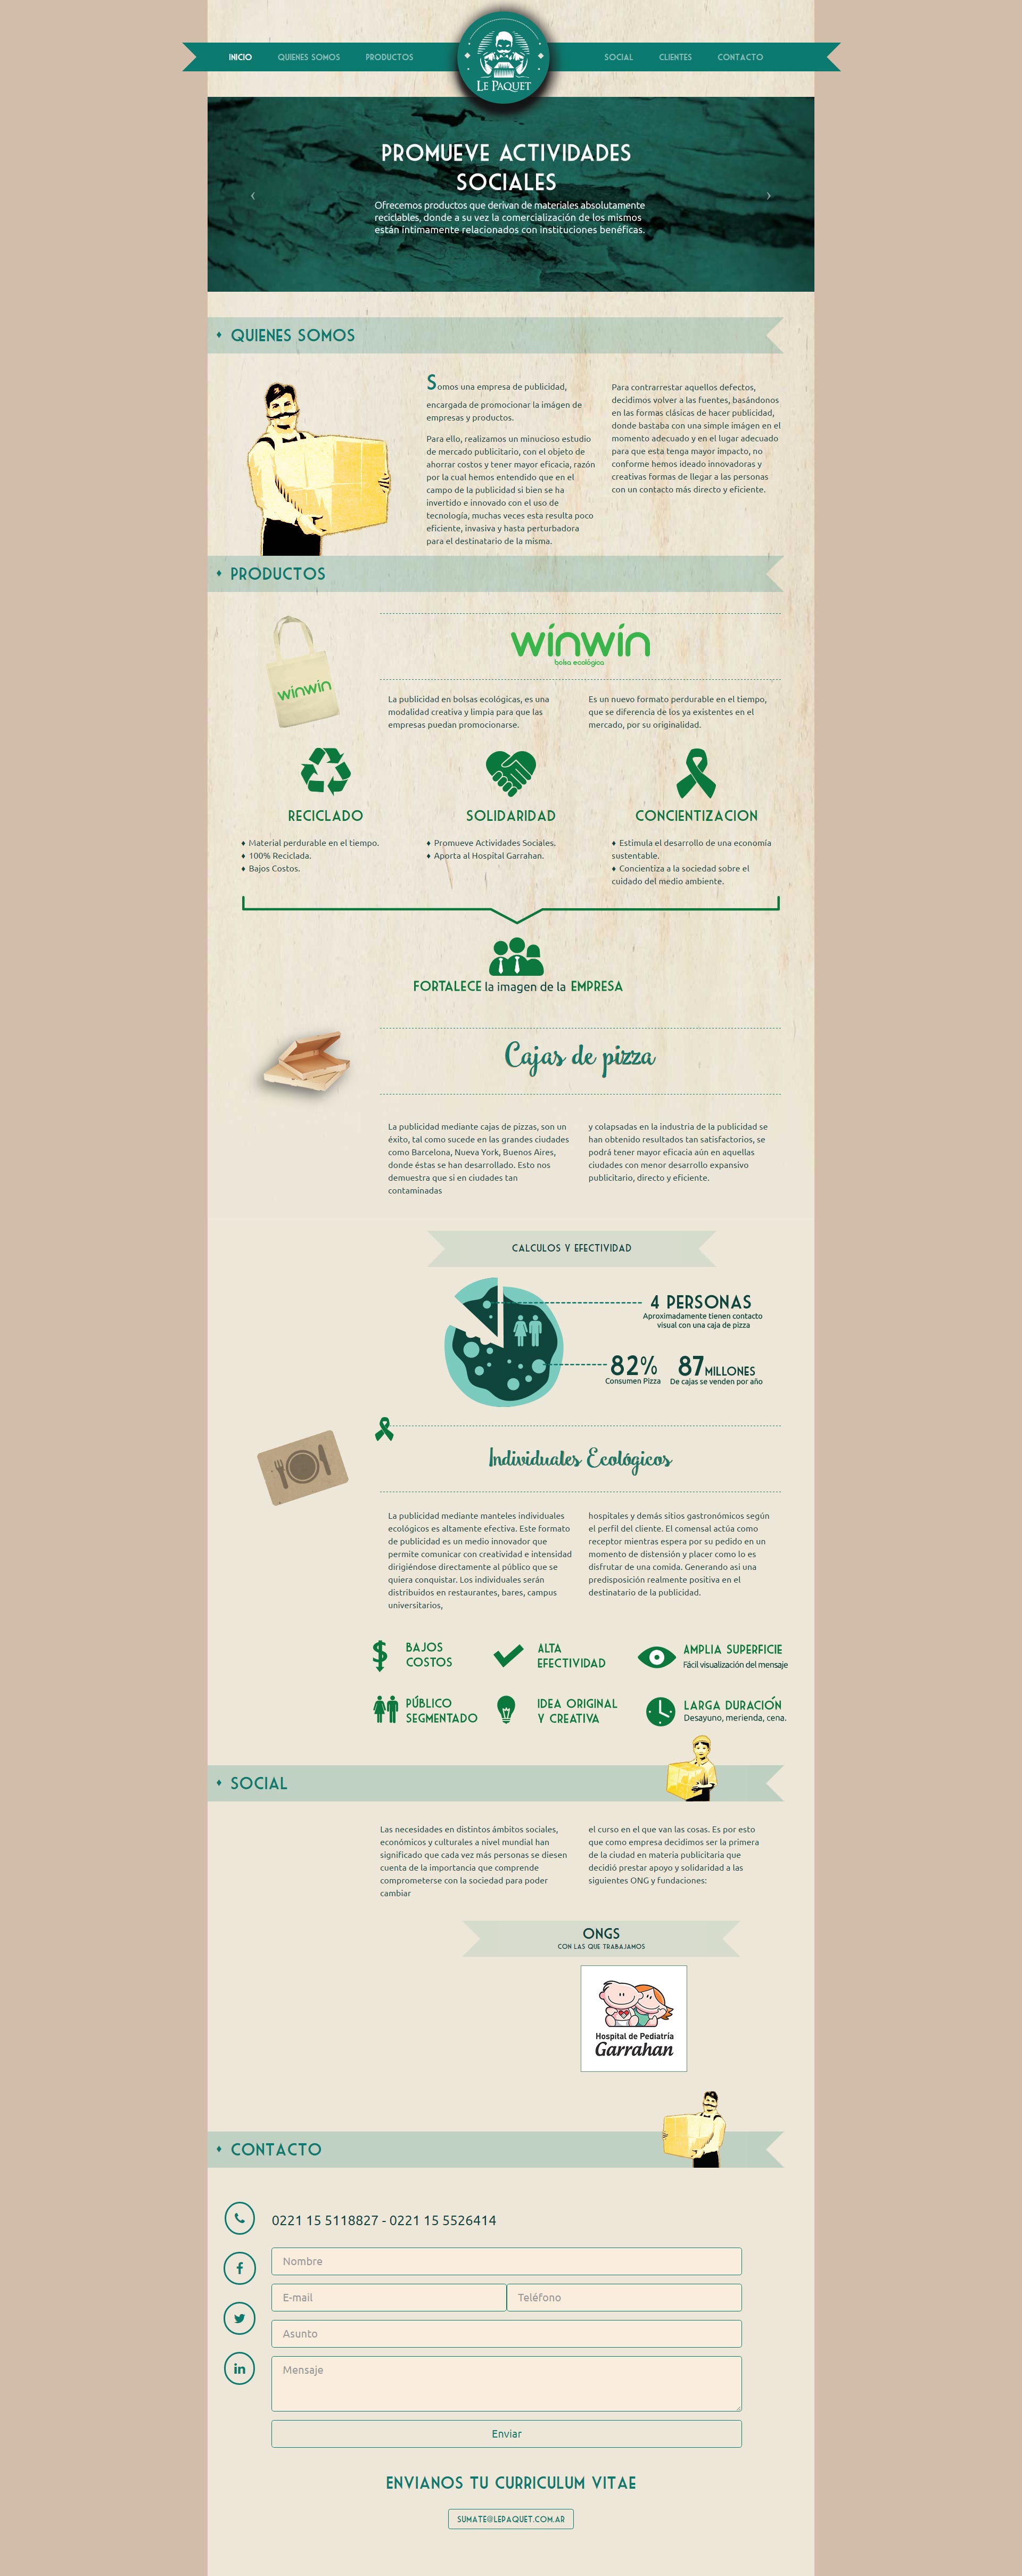 INICIO
QUIENES SOMOS
PRODUCTOS
LE PAQUET
SOCIAL
CLIENTES
CONTACTO
PROMUEVE ACTIVIDADES
SOCIALES
Ofrecemos productos que derivan de materiales absolutamente
reciclables, donde a su vez la comercialización de los mismos
están íntimamente relacionados con instituciones benéficas.
QUIENES SOMOS
Somos una empresa de publicidad,
encargada de promocionar la imágen de
empresas y productos.
Para ello, realizamos un minucioso estudio
de mercado publicitario, con el objeto de
ahorrar costos y tener mayor eficacia, razón
por la cual hemos entendido que en el
campo de la publicidad si bien se ha
invertido e innovado con el uso de
tecnología, muchas veces esta resulta poco
eficiente, invasiva y hasta perturbadora
para el destinatario de la misma.
Para contrarrestar aquellos defectos,
decidimos volver a las fuentes, basándonos
en las formas clásicas de hacer publicidad,
donde bastaba con una simple imágen en el
momento adecuado y en el lugar adecuado
para que esta tenga mayor impacto, no
conforme hemos ideado innovadoras y
creativas formas de llegar a las personas
con un contacto más directo y eficiente.
PRODUCTOS
winwin
wínwín
bolsa ecológica
La publicidad en bolsas ecológicas, es una
modalidad creativa y limpia para que las
empresas puedan promocionarse.
Es un nuevo formato perdurable en el tiempo,
que se diferencia de los ya existentes en el
mercado, por su originalidad.
RECICLADO
♦ Material perdurable en el tiempo.
♦ 100% Reciclada.
♦ Bajos Costos.
SOLIDARIDAD
♦ Promueve Actividades Sociales.
♦ Aporta al Hospital Garrahan.
CONCIENTIZACION
♦ Estimula el desarrollo de una economía
sustentable.
♦ Concientiza a la sociedad sobre el
cuidado del medio ambiente.
FORTALECE la imagen de la EMPRESA
Cajas de pizza
La publicidad mediante cajas de pizzas, son un
éxito, tal como sucede en las grandes ciudades
como Barcelona, Nueva York, Buenos Aires,
donde éstas se han desarrollado. Esto nos
demuestra que si en ciudades tan
contaminadas
y colapsadas en la industria de la publicidad se
han obtenido resultados tan satisfactorios, se
podrá tener mayor eficacia aún en aquellas
ciudades con menor desarrollo expansivo
publicitario, directo y eficiente.
CALCULOS Y EFECTIVIDAD
4 PERSONAS
Aproximadamente tienen contacto
visual con una caja de pizza
82%
Consumen Pizza
87 MILLONES
De cajas se venden por año
Individuales Ecológicos
La publicidad mediante manteles individuales
ecológicos es altamente efectiva. Este formato
de publicidad es un medio innovador que
permite comunicar con creatividad e intensidad
dirigiéndose directamente al público que se
quiera conquistar. Los individuales serán
distribuidos en restaurantes, bares, campus
universitarios,
hospitales y demás sitios gastronómicos según
el perfil del cliente. El comensal actúa como
receptor mientras espera por su pedido en un
momento de distensión y placer como lo es
disfrutar de una comida. Generando asi una
predisposición realmente positiva en el
destinatario de la publicidad.
BAJOS
COSTOS
ALTA
EFECTIVIDAD
AMPLIA SUPERFICIE
Fácil visualización del mensaje
PÚBLICO
SEGMENTADO
IDEA ORIGINAL
Y CREATIVA
LARGA DURACIÓN
Desayuno, merienda, cena.
SOCIAL
Las necesidades en distintos ámbitos sociales,
económicos y culturales a nivel mundial han
significado que cada vez más personas se diesen
cuenta de la importancia que comprende
comprometerse con la sociedad para poder
cambiar
el curso en el que van las cosas. Es por esto
que como empresa decidimos ser la primera
de la ciudad en materia publicitaria que
decidió prestar apoyo y solidaridad a las
siguientes ONG y fundaciones:
ONGS
CON LAS QUE TRABAJAMOS
Hospital de Pediatría
Garrahan
CONTACTO
0221 15 5118827 - 0221 15 5526414
Nombre
E-mail
Teléfono
Asunto
Mensaje
Enviar
ENVIANOS TU CURRICULUM VITAE
SUMATE@LEPAQUET.COM.AR